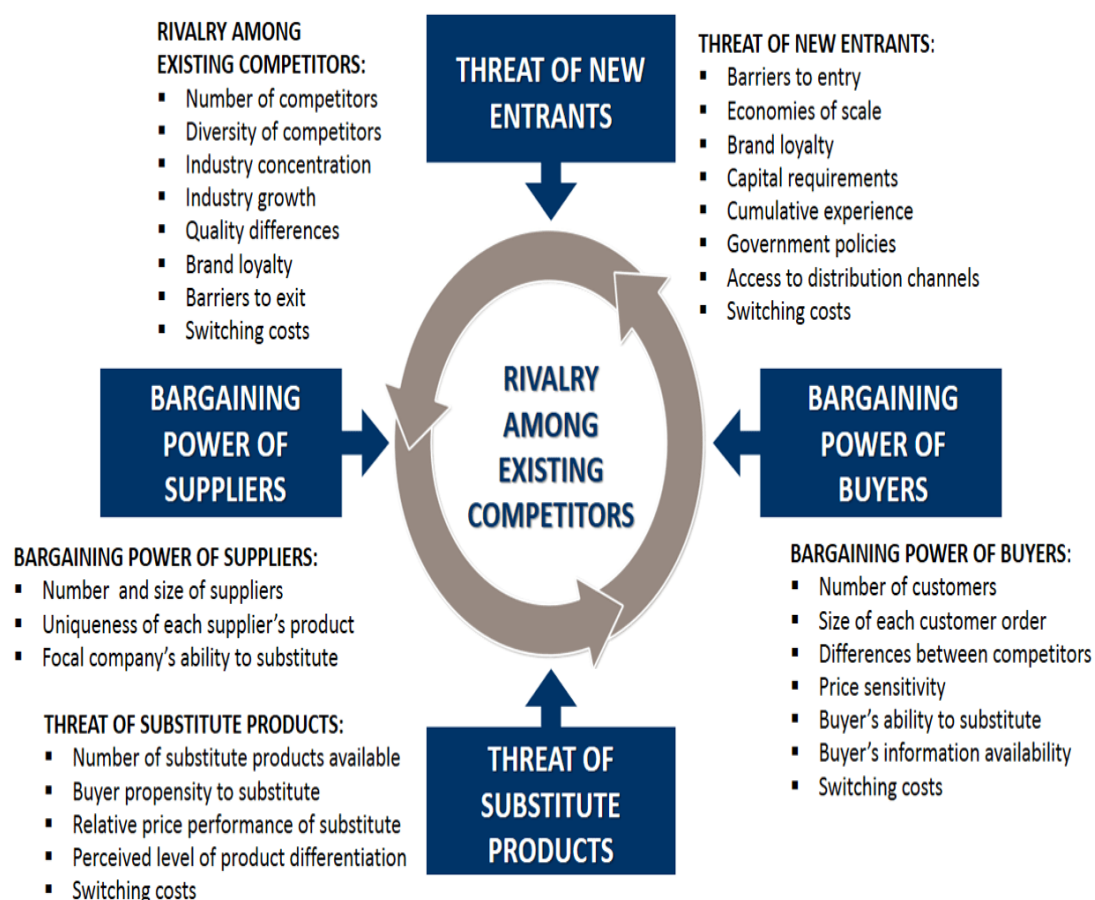 RIVALRY AMONG
EXISTING COMPETITORS:
▪ Number of competitors
▪ Diversity of competitors
▪ Industry concentration
▪ Industry growth
▪ Quality differences
▪ Brand loyalty
▪ Barriers to exit
▪ Switching costs
THREAT OF NEW
ENTRANTS
THREAT OF NEW ENTRANTS:
▪ Barriers to entry
▪ Economies of scale
▪ Brand loyalty
▪ Capital requirements
▪ Cumulative experience
▪ Government policies
▪ Access to distribution channels
▪ Switching costs
BARGAINING
POWER OF
SUPPLIERS
RIVALRY
AMONG
EXISTING
COMPETITORS
BARGAINING
POWER OF
BUYERS
BARGAINING POWER OF SUPPLIERS:
▪ Number  and size of suppliers
▪ Uniqueness of each supplier’s product
▪ Focal company’s ability to substitute
BARGAINING POWER OF BUYERS:
▪ Number of customers
▪ Size of each customer order
▪ Differences between competitors
▪ Price sensitivity
▪ Buyer’s ability to substitute
▪ Buyer’s information availability
▪ Switching costs
THREAT OF SUBSTITUTE PRODUCTS:
▪ Number of substitute products available
▪ Buyer propensity to substitute
▪ Relative price performance of substitute
▪ Perceived level of product differentiation
▪ Switching costs
THREAT OF
SUBSTITUTE
PRODUCTS